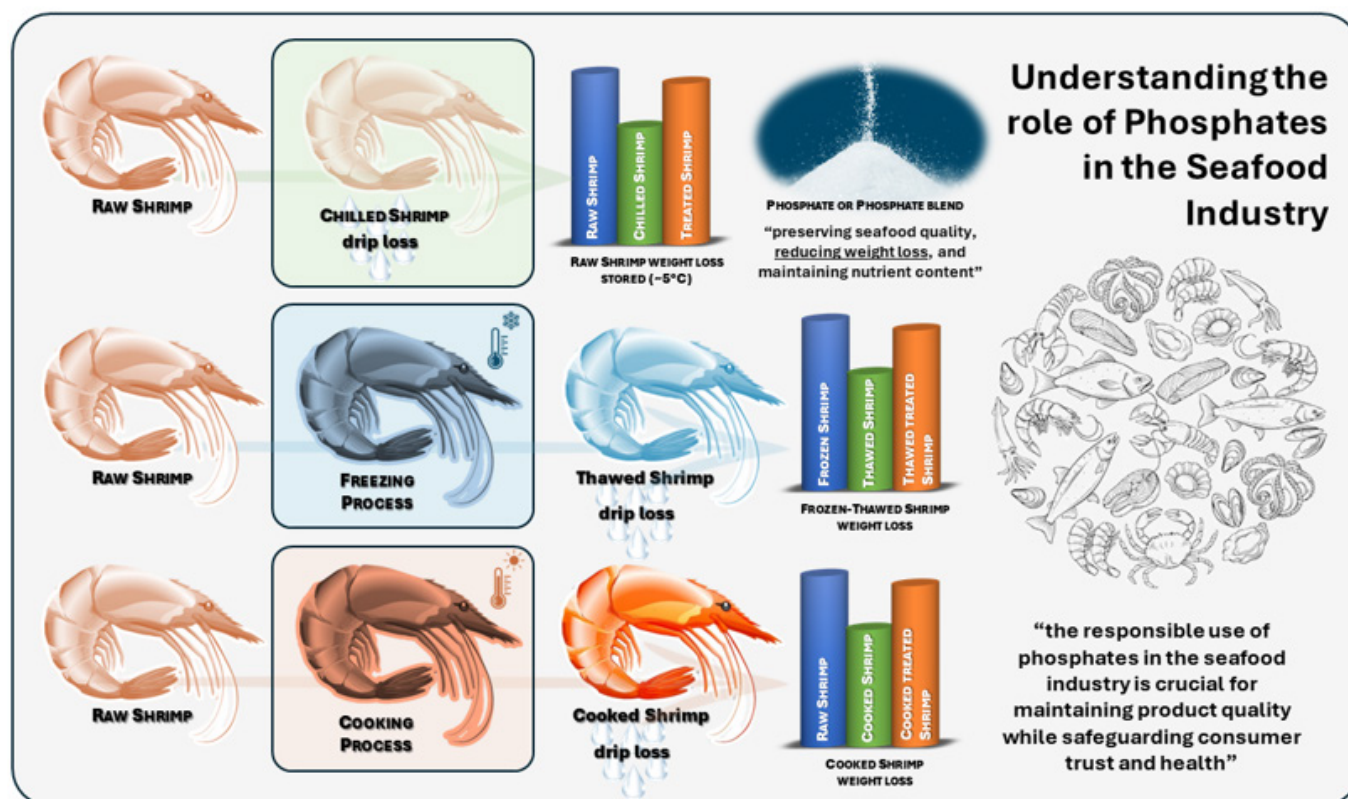 Understanding the
role of Phosphates
in the Seafood
Industry
RAW SHRIMP
CHILLED SHRIMP
drip loss
RAW SHRIMP
CHILLED SHRIMP
TREATED SHRIMP
RAW SHRIMP WEIGHT LOSS
STORED (~5°C)
PHOSPHATE OR PHOSPHATE BLEND
“preserving seafood quality,
reducing weight loss, and
maintaining nutrient content”
RAW SHRIMP
FREEZING
PROCESS
Thawed Shrimp
drip loss
FROZEN SHRIMP
THAWED SHRIMP
THAWED TREATED
SHRIMP
FROZEN-THAWED SHRIMP
WEIGHT LOSS
RAW SHRIMP
COOKING
PROCESS
Cooked Shrimp
drip loss
RAW SHRIMP
COOKED SHRIMP
COOKED TREATED
SHRIMP
COOKED SHRIMP
WEIGHT LOSS
“the responsible use of
phosphates in the seafood
industry is crucial for
maintaining product quality
while safeguarding consumer
trust and health”